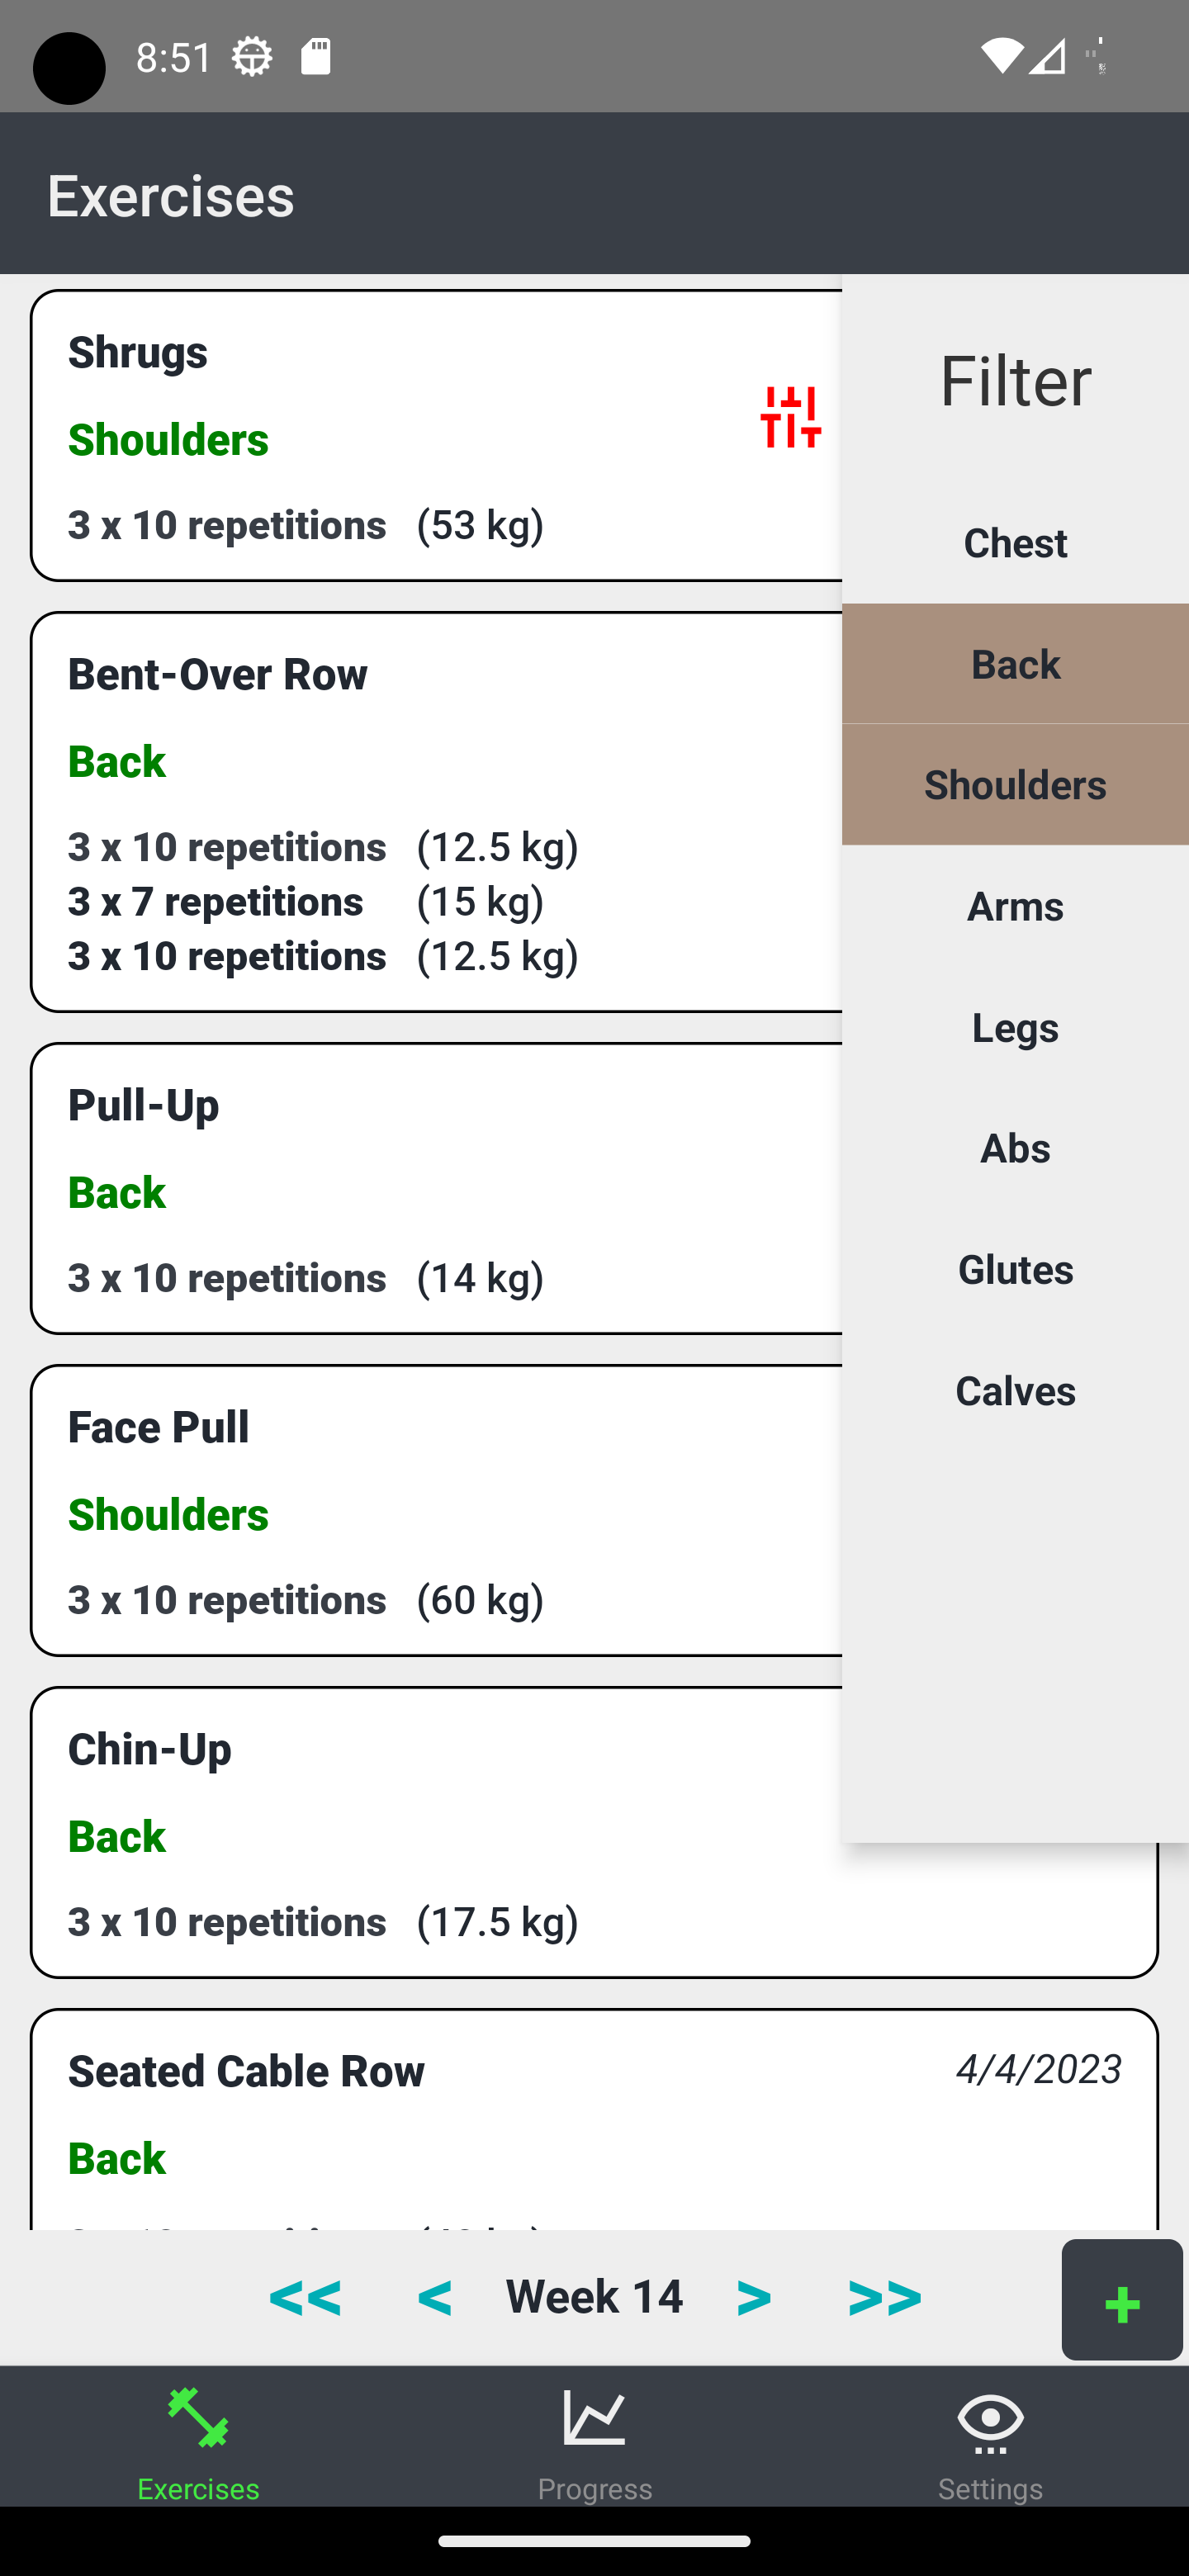 8:51
Exercises
Shrugs
Shoulders
3 x 10 repetitions (53 kg)
Bent-Over Row
Back
3 x 10 repetitions (12.5 kg)
3 x 7 repetitions (15 kg)
3 x 10 repetitions (12.5 kg)
Pull-Up
Back
3 x 10 repetitions (14 kg)
Face Pull
Shoulders
3 x 10 repetitions (60 kg)
Chin-Up
Back
3 x 10 repetitions (17.5 kg)
Seated Cable Row 4/4/2023
Back
Filter
Chest
Back
Shoulders
Arms
Legs
Abs
Glutes
Calves
<< < Week 14 > >>
+
Exercises Progress Settings